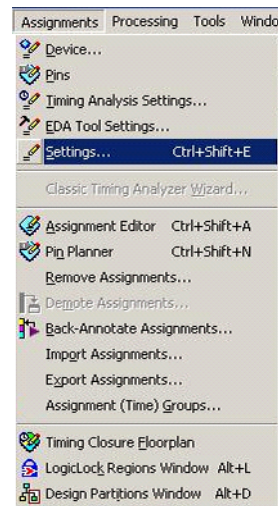 Assignments Processing Tools Windo
Device...
Pins
Timing Analysis Settings...
EDA Tool Settings...
Settings... Ctrl+Shift+E
Classic Timing Analyzer Wizard...
Assignment Editor Ctrl+Shift+A
Pin Planner Ctrl+Shift+N
Remove Assignments...
Demote Assignments...
Back-Annotate Assignments...
Import Assignments...
Export Assignments...
Assignment (Time) Groups...
Timing Closure Floorplan
LogicLock Regions Window Alt+L
Design Partitions Window Alt+D